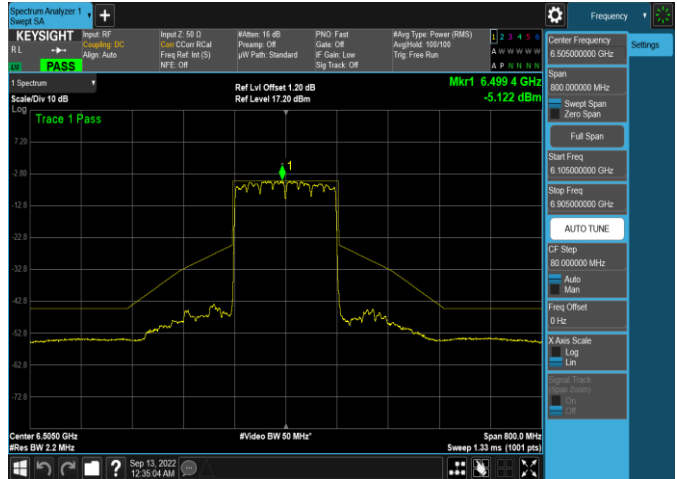 Spectrum Analyzer 1
Swept SA
Frequency
KEYSIGHT
R L
PASS
Input: RF
Coupling: DC
Align: Auto
Input Z: 50 Ω
Corr CCorr RCal
Freq Ref: Int (S)
NFE: Off
#Atten: 16 dB
Preamp: Off
µW Path: Standard
PNO: Fast
Gate: Off
IF Gain: Low
Sig Track: Off
#Avg Type: Power (RMS)
Avg|Hold: 100/100
Trig: Free Run
1 2 3 4 5 6
A W W W W W
A P N N N N
1 Spectrum
Scale/Div 10 dB
Log
Ref Lvl Offset 1.20 dB
Ref Level 17.20 dBm
Mkr1 6.499 4 GHz
-5.122 dBm
Trace 1 Pass
1
7.20
-2.80
-12.8
-22.8
-32.8
-42.8
-52.8
-62.8
-72.8
Center 6.5050 GHz
#Res BW 2.2 MHz
#Video BW 50 MHz*
Span 800.0 MHz
Sweep 1.33 ms (1001 pts)
Center Frequency
6.505000000 GHz
Settings
Span
800.000000 MHz
Swept Span
Zero Span
Full Span
Start Freq
6.105000000 GHz
Stop Freq
6.905000000 GHz
AUTO TUNE
CF Step
80.000000 MHz
Auto
Man
Freq Offset
0 Hz
X Axis Scale
Log
Lin
Signal Track
(Span Zoom)
On
Off
?
Sep 13, 2022
12:35:04 AM